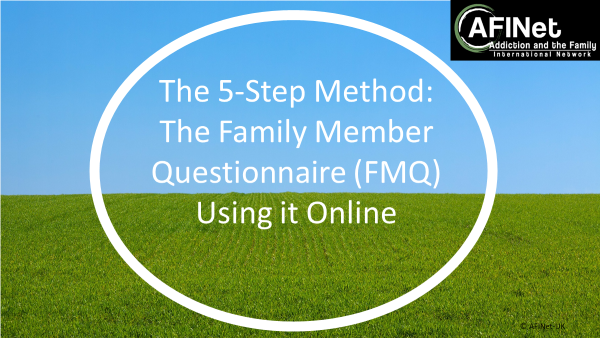 AFINet
Addiction and the Family
International Network
The 5-Step Method:
The Family Member
Questionnaire (FMQ)
Using it Online
© AFINet-UK